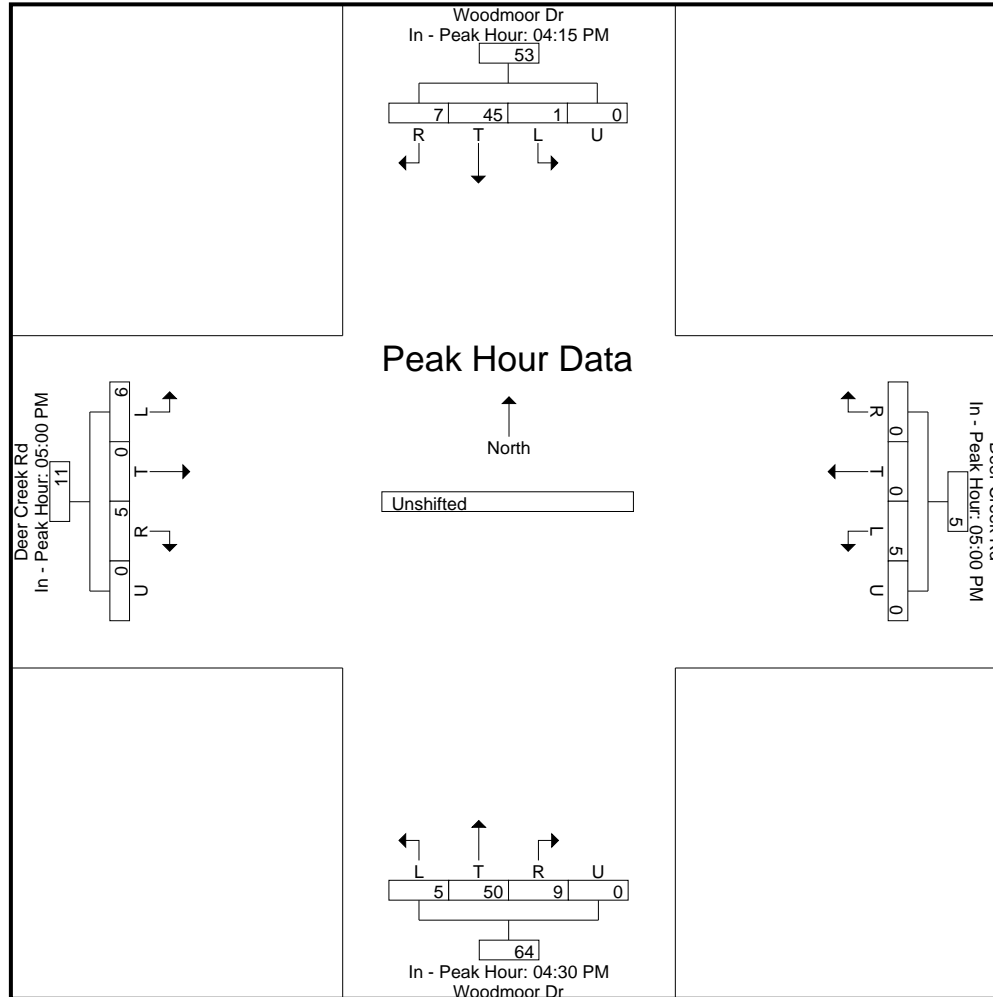 Woodmoor Dr
In - Peak Hour: 04:15 PM
53
7 45 1 0
R T L U
Peak Hour Data
North
Unshifted
Deer Creek Rd
In - Peak Hour: 05:00 PM
11
6 0 5 0
L T R U
In - Peak Hour: 05:00 PM
5
0 0 5 0
R T L U
L T R U
5 50 9 0
64
In - Peak Hour: 04:30 PM
Woodmoor Dr